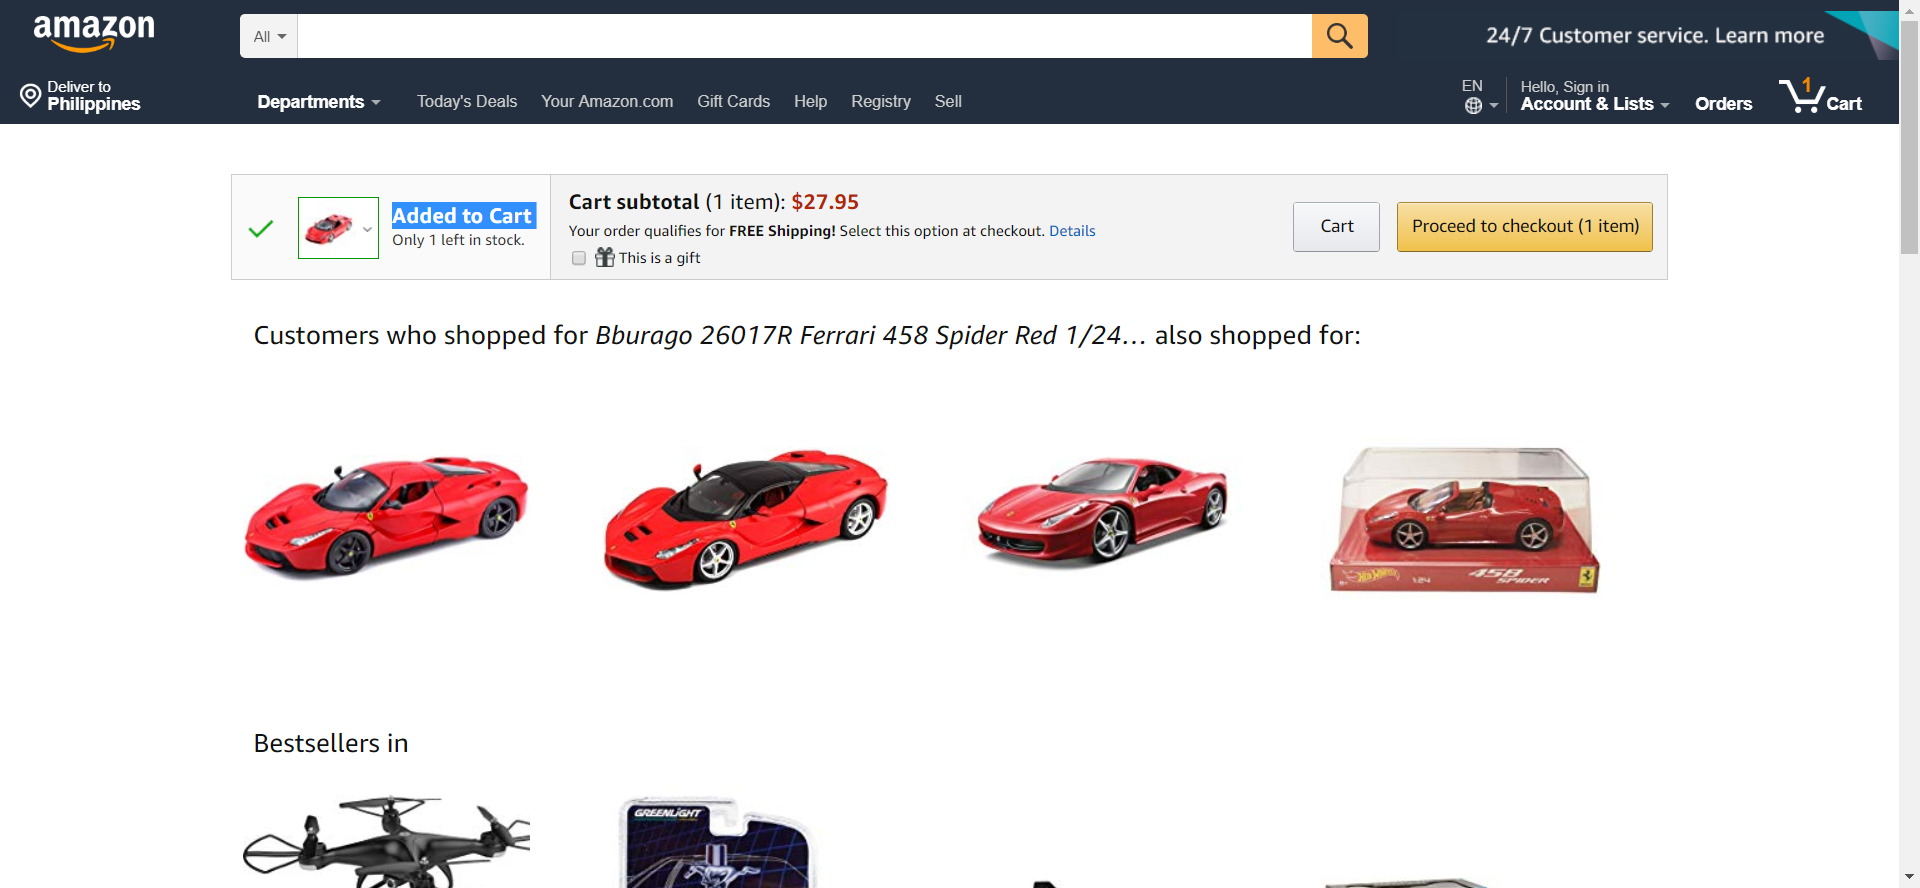 amazon
All
24/7 Customer service. Learn more
Deliver to
Philippines
Departments
Today's Deals
Your Amazon.com
Gift Cards
Help
Registry
Sell
EN
Hello, Sign in
Account & Lists
Orders
1
Cart
Added to Cart
Only 1 left in stock.
Cart subtotal (1 item): $27.95
Your order qualifies for FREE Shipping! Select this option at checkout. Details
This is a gift
Cart
Proceed to checkout (1 item)
Customers who shopped for Bburago 26017R Ferrari 458 Spider Red 1/24... also shopped for:
HOT WHEELS
1:24
458
SPIDER
Bestsellers in
GREENLIGHT